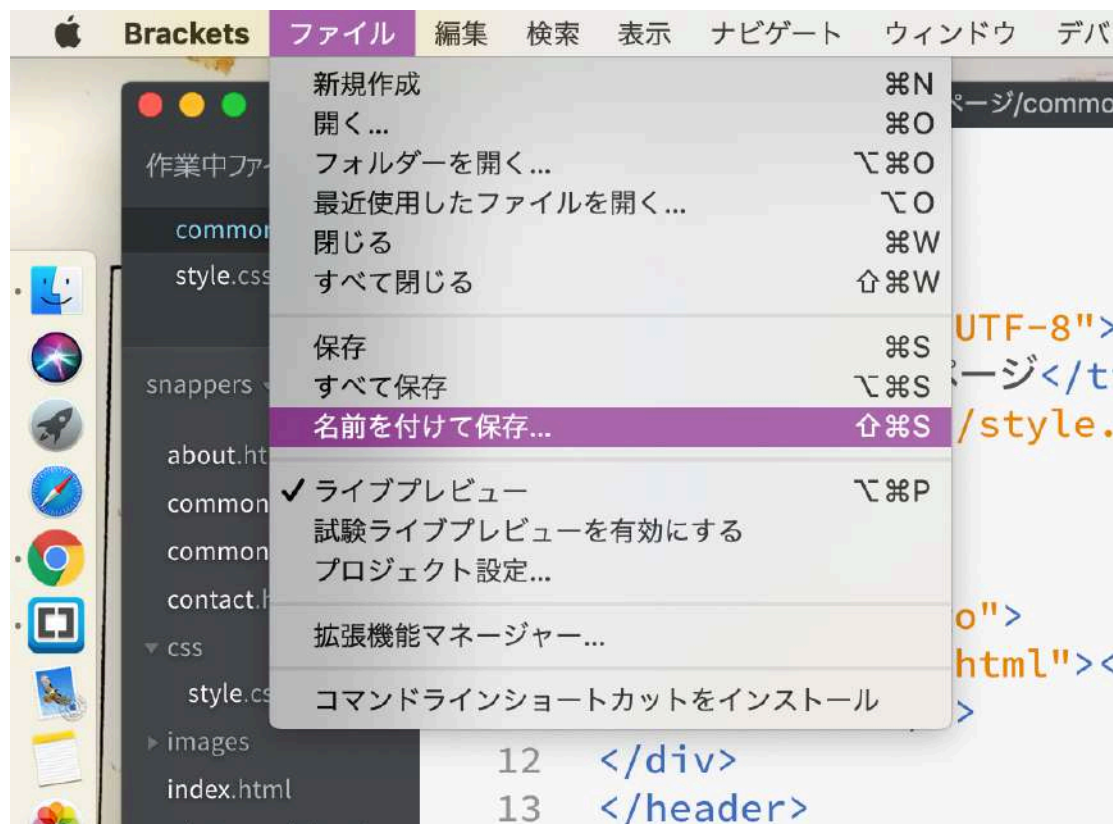 Brackets ファイル 編集 検索 表示 ナビゲート ウィンドウ デバ
新規作成 ⌘N
開く... ⌘O
フォルダーを開く... ⌥⌘O
最近使用したファイルを開く... ⌥O
閉じる ⌘W
すべて閉じる ⇧⌘W
保存 ⌘S
すべて保存 ⌥⌘S
名前を付けて保存... ⇧⌘S
✓ ライブプレビュー ⌥⌘P
試験ライブプレビューを有効にする
プロジェクト設定...
拡張機能マネージャー...
コマンドラインショートカットをインストール
ページ/commo
作業中ファイ
common
style.css
snappers
about.ht
common
common
contact.h
css
style.cs
images
index.html
UTF-8">
ページ</t
/style.
o">
html"><
>
12 </div>
13 </header>